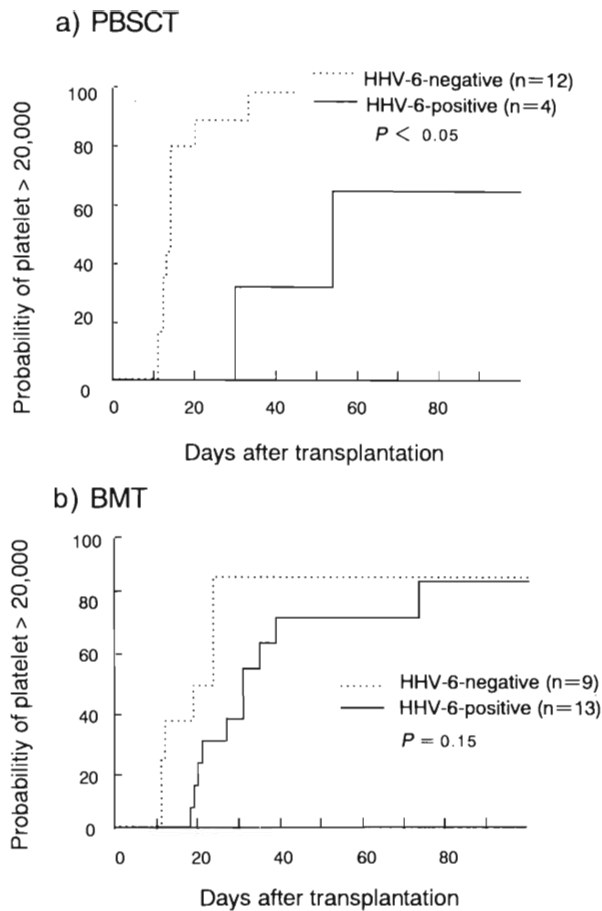 a) PBSCT
HHV-6-negative (n=12)
HHV-6-positive (n=4)
P < 0.05
Probabilitiy of platelet > 20,000
100
80
60
40
20
0
0 20 40 60 80
Days after transplantation
b) BMT
Probabilitiy of platelet > 20,000
100
80
60
40
20
0
HHV-6-negative (n=9)
HHV-6-positive (n=13)
P = 0.15
0 20 40 60 80
Days after transplantation